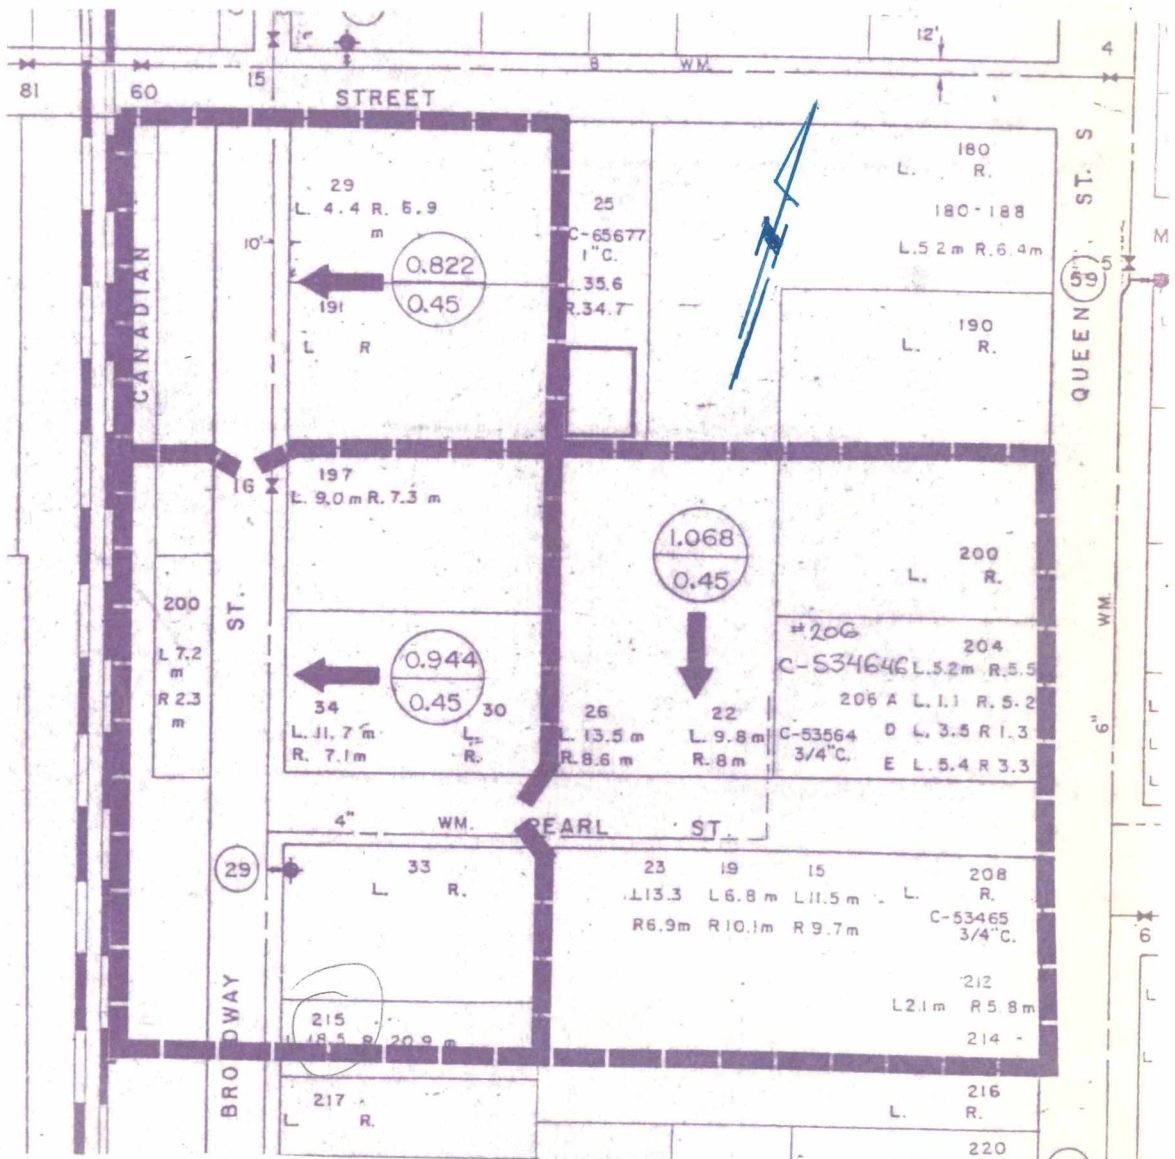 12'
4
81
60
15
8 WM.
STREET
CANADIAN
29
L. 4.4 R. 6.9
m
10'
0.822
0.45
191
L R
25
C-65677
1"C.
L.35.6
R.34.7
180
L. R.
180-188
L.5 2m R.6.4m
190
L. R.
QUEEN ST. S
59
5
M
L
16
197
L. 9.0 m R. 7.3 m
1.068
0.45
200
L. R.
200
L 7.2
m
R 2.3
m
ST.
0.944
0.45
34
L. 11.7 m
R. 7.1m
30
L.
R.
26
L. 13.5 m
R. 8.6 m
22
L. 9.8 m
R. 8m
#206
C-534646
204
L.5.2m R.5.5
206 A L.1.1 R.5.2
C-53564
3/4"C.
D L. 3.5 R 1.3
E L.5.4 R 3.3
6" WM.
L
L
L
4" WM.
PEARL ST.
29
33
L. R.
23
L13.3
R6.9m
19
L 6.8 m
R10.1m
15
L11.5 m
R 9.7m
208
L. R.
C-53465
3/4"C.
6
L
L
212
L2.1m R5.8m
214 -
BROADWAY
215
18.5 R 20.9 m
217
L. R.
216
L. R.
220